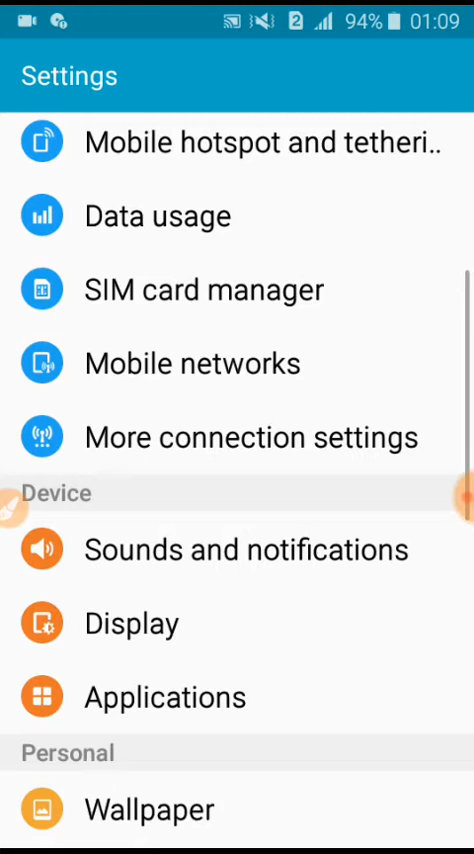 2 94% 01:09
Settings
Mobile hotspot and tetheri..
Data usage
SIM card manager
Mobile networks
More connection settings
Device
Sounds and notifications
Display
Applications
Personal
Wallpaper